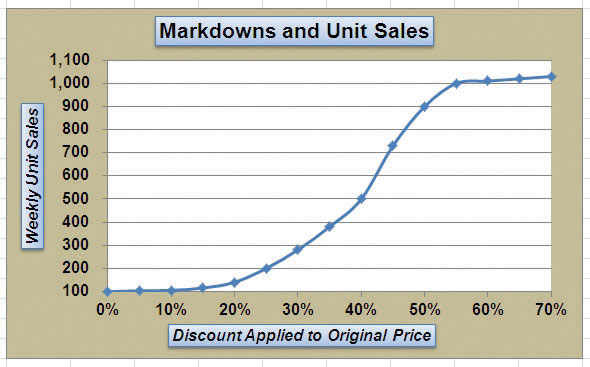 Markdowns and Unit Sales
Weekly Unit Sales
1,100
1,000
900
800
700
600
500
400
300
200
100
0% 10% 20% 30% 40% 50% 60% 70%
Discount Applied to Original Price